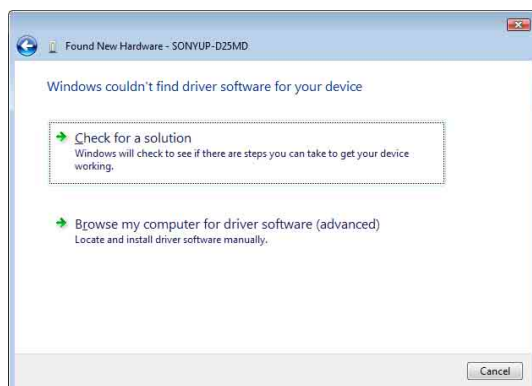 Found New Hardware - SONYUP-D25MD
Windows couldn't find driver software for your device
Check for a solution
Windows will check to see if there are steps you can take to get your device
working.
Browse my computer for driver software (advanced)
Locate and install driver software manually.
Cancel